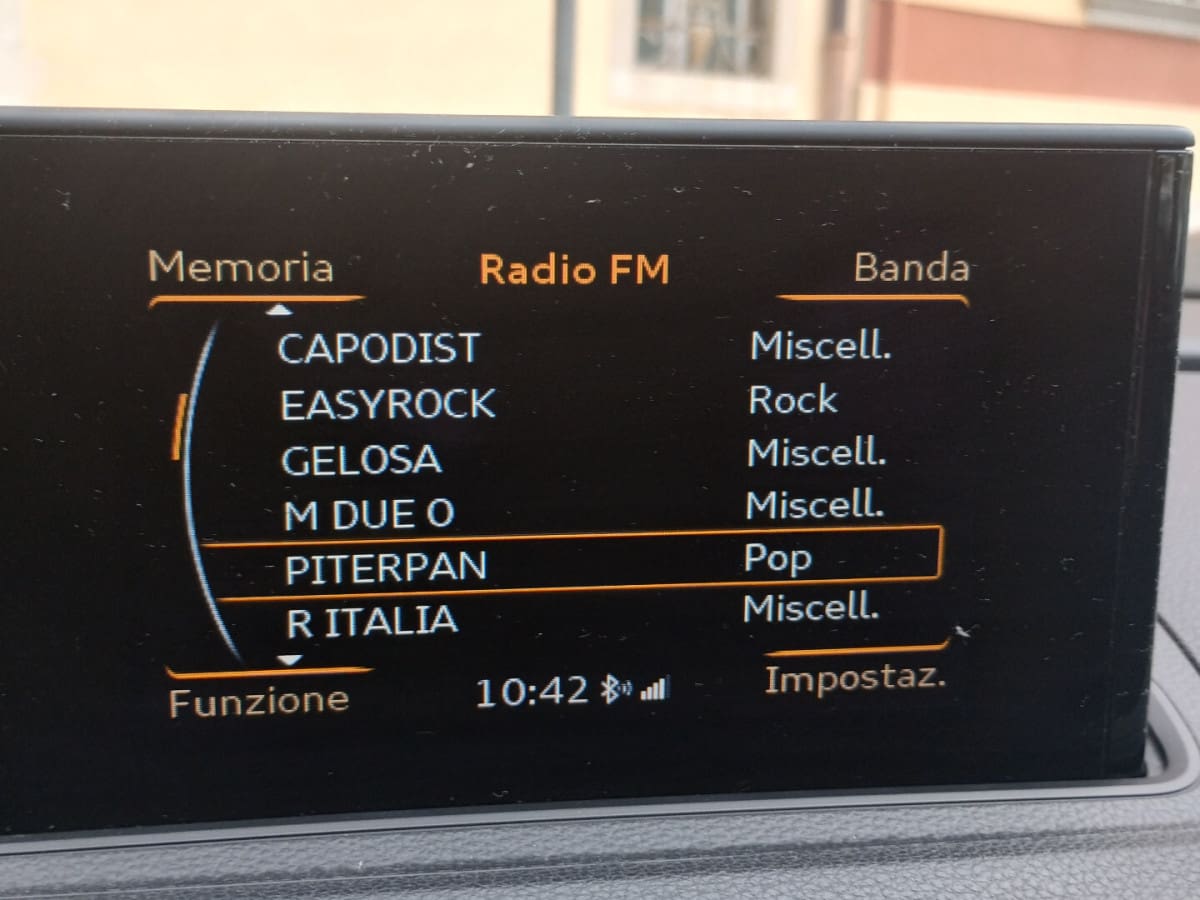 Memoria Radio FM Banda
CAPODIST Miscell.
EASYROCK Rock
GELOSA Miscell.
M DUE O Miscell.
PITERPAN Pop
R ITALIA Miscell.
Funzione 10:42 Impostaz.